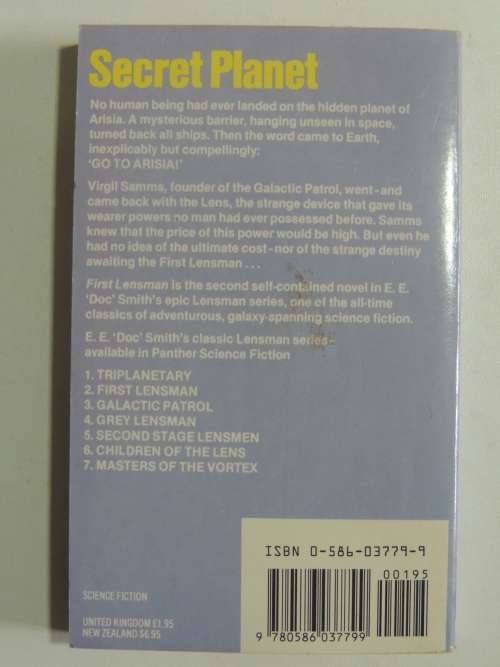 Secret Planet
No human being had ever landed on the hidden planet of
Arisia. A mysterious barrier, hanging unseen in space,
turned back all ships. Then the word came to Earth,
inexplicably but compellingly:
'GO TO ARISIA!'
Virgil Samms, founder of the Galactic Patrol, went-and
came back with the Lens, the strange device that gave its
wearer powers no man had ever possessed before. Samms
knew that the price of this power would be high. But even he
had no idea of the ultimate cost-nor of the strange destiny
awaiting the First Lensman...
First Lensman is the second self-contained novel in E. E.
'Doc' Smith's epic Lensman series, one of the all-time
classics of adventurous, galaxy-spanning science fiction.
E. E. 'Doc' Smith's classic Lensman series-
available in Panther Science Fiction
1. TRIPLANETARY
2. FIRST LENSMAN
3. GALACTIC PATROL
4. GREY LENSMAN
5. SECOND STAGE LENSMEN
6. CHILDREN OF THE LENS
7. MASTERS OF THE VORTEX
ISBN 0-586-03779-9
00195
9 780586 037799
SCIENCE FICTION
UNITED KINGDOM £1.95
NEW ZEALAND $6.95